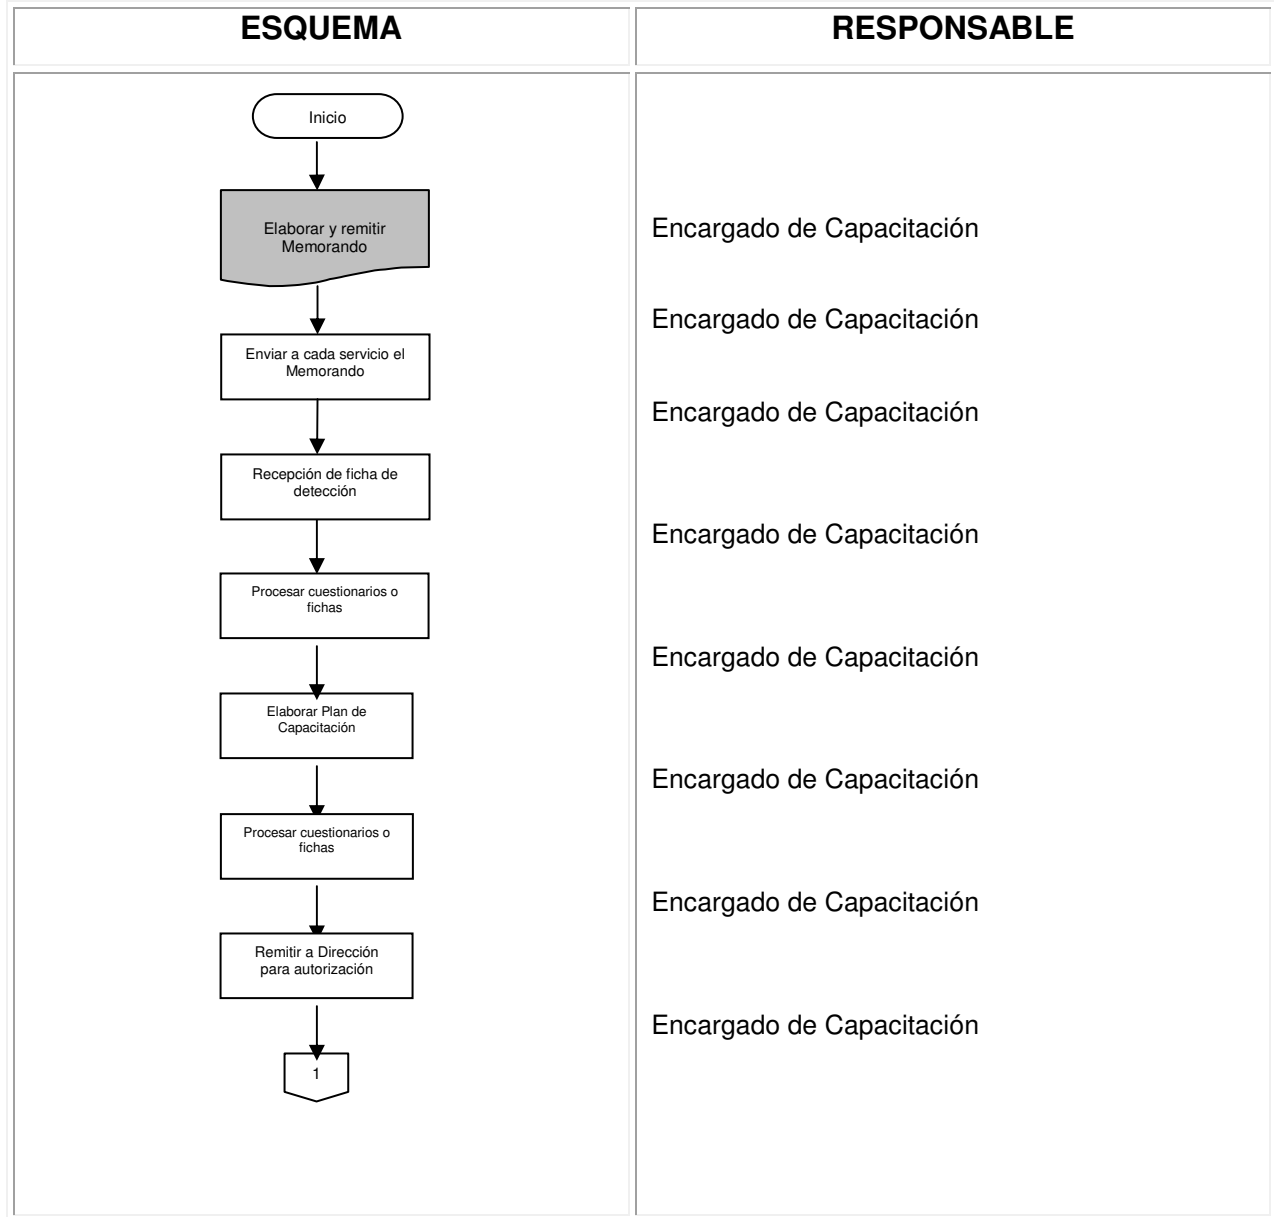 ESQUEMA
RESPONSABLE
Inicio
Elaborar y remitir
Memorando
Enviar a cada servicio el
Memorando
Recepción de ficha de
detección
Procesar cuestionarios o
fichas
Elaborar Plan de
Capacitación
Procesar cuestionarios o
fichas
Remitir a Dirección
para autorización
1
Encargado de Capacitación
Encargado de Capacitación
Encargado de Capacitación
Encargado de Capacitación
Encargado de Capacitación
Encargado de Capacitación
Encargado de Capacitación
Encargado de Capacitación